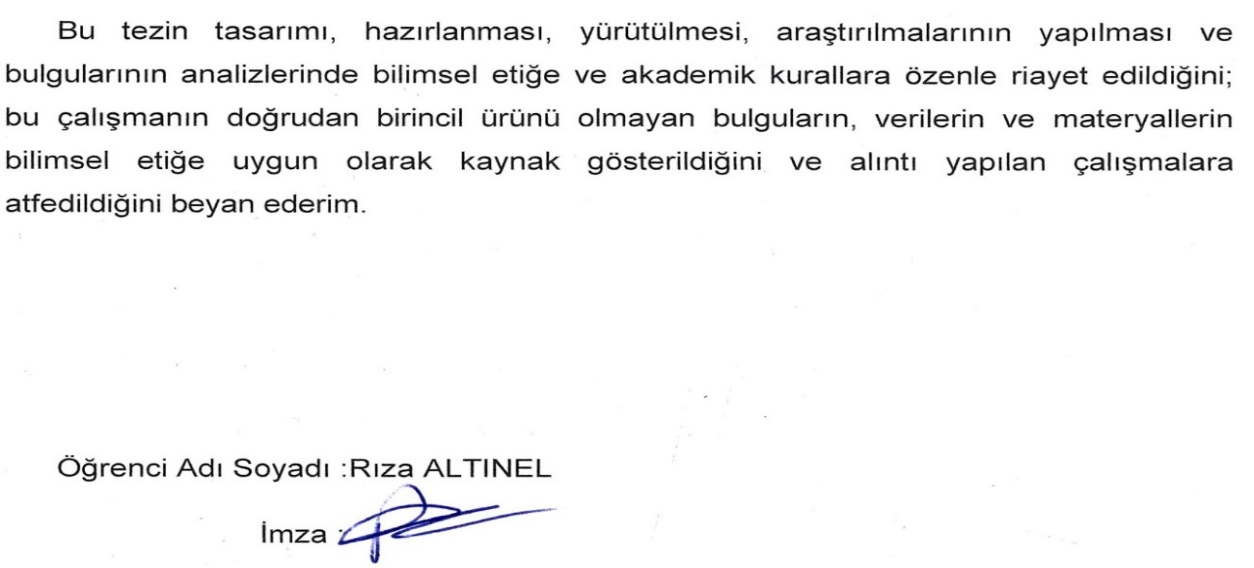 Bu tezin tasarımı, hazırlanması, yürütülmesi, araştırılmalarının yapılması ve
bulgularının analizlerinde bilimsel etiğe ve akademik kurallara özenle riayet edildiğini;
bu çalışmanın doğrudan birincil ürünü olmayan bulguların, verilerin ve materyallerin
bilimsel etiğe uygun olarak kaynak gösterildiğini ve alıntı yapılan çalışmalara
atfedildiğini beyan ederim.
Öğrenci Adı Soyadı :Rıza ALTINEL
İmza :